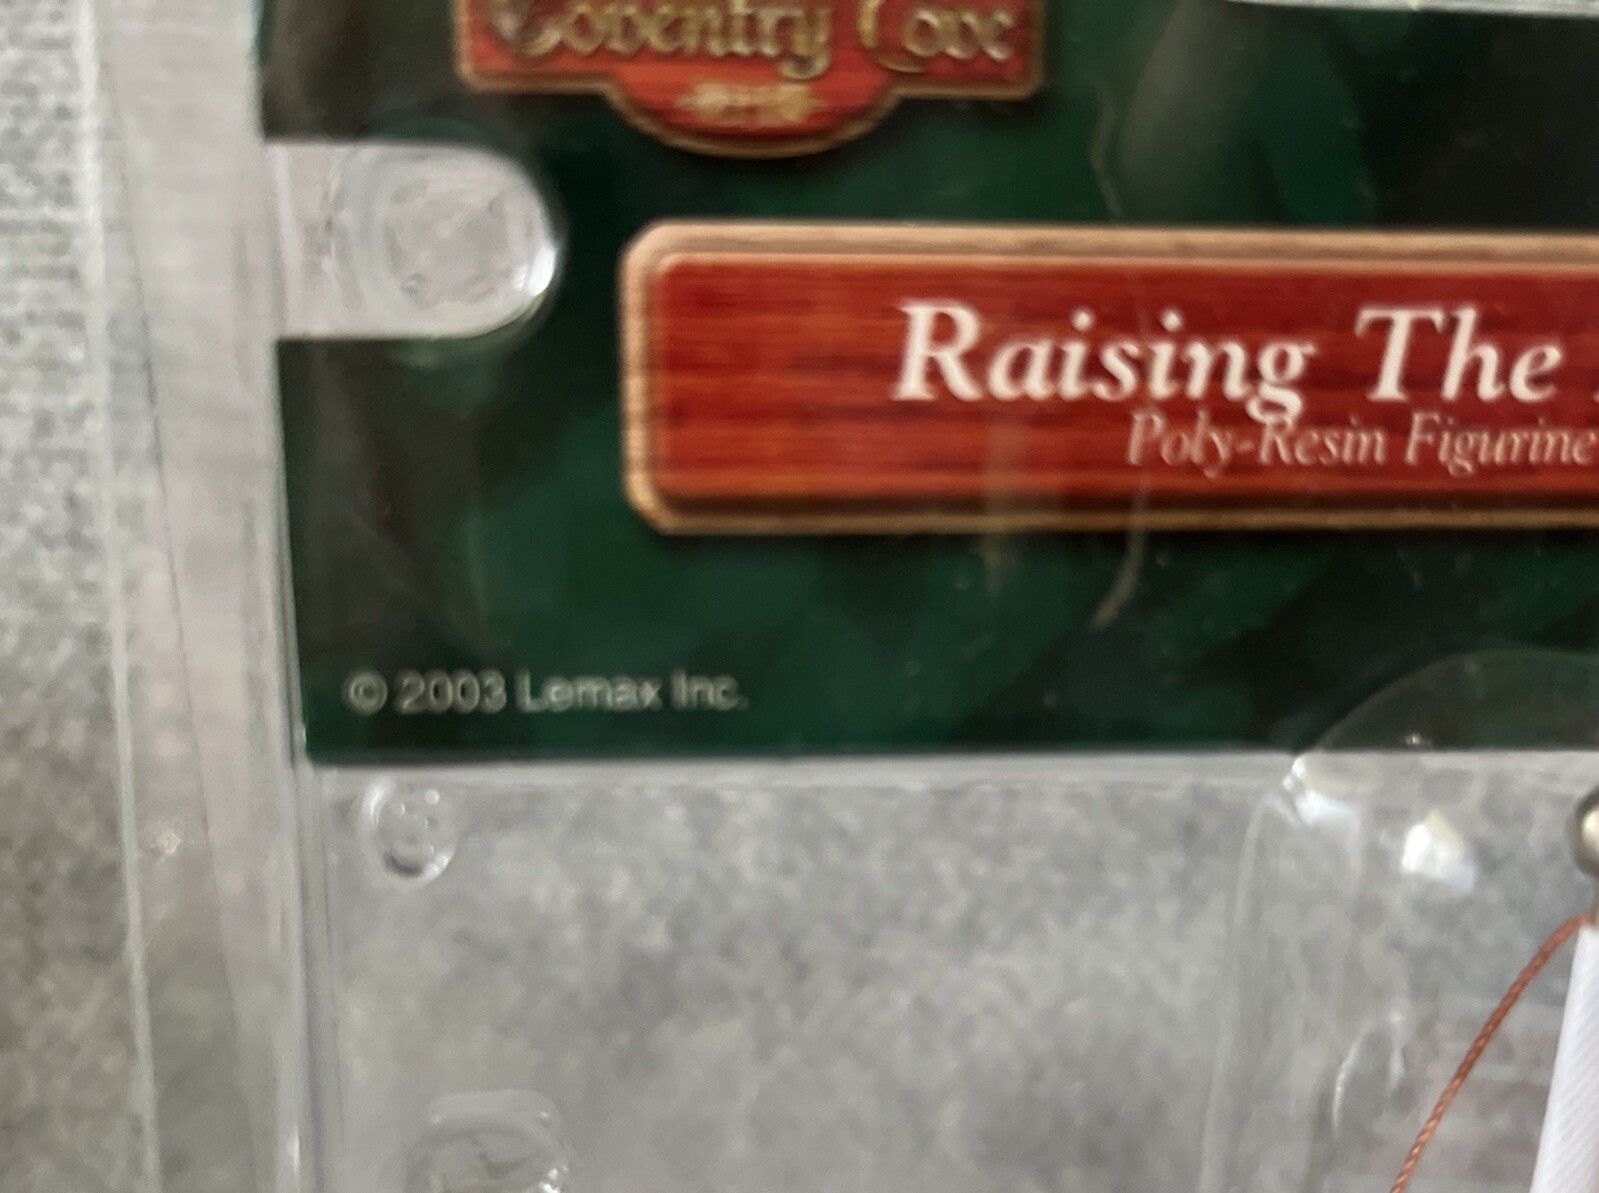 Coventry Cove
Raising The
Poly-Resin Figurine
© 2003 Lemax Inc.